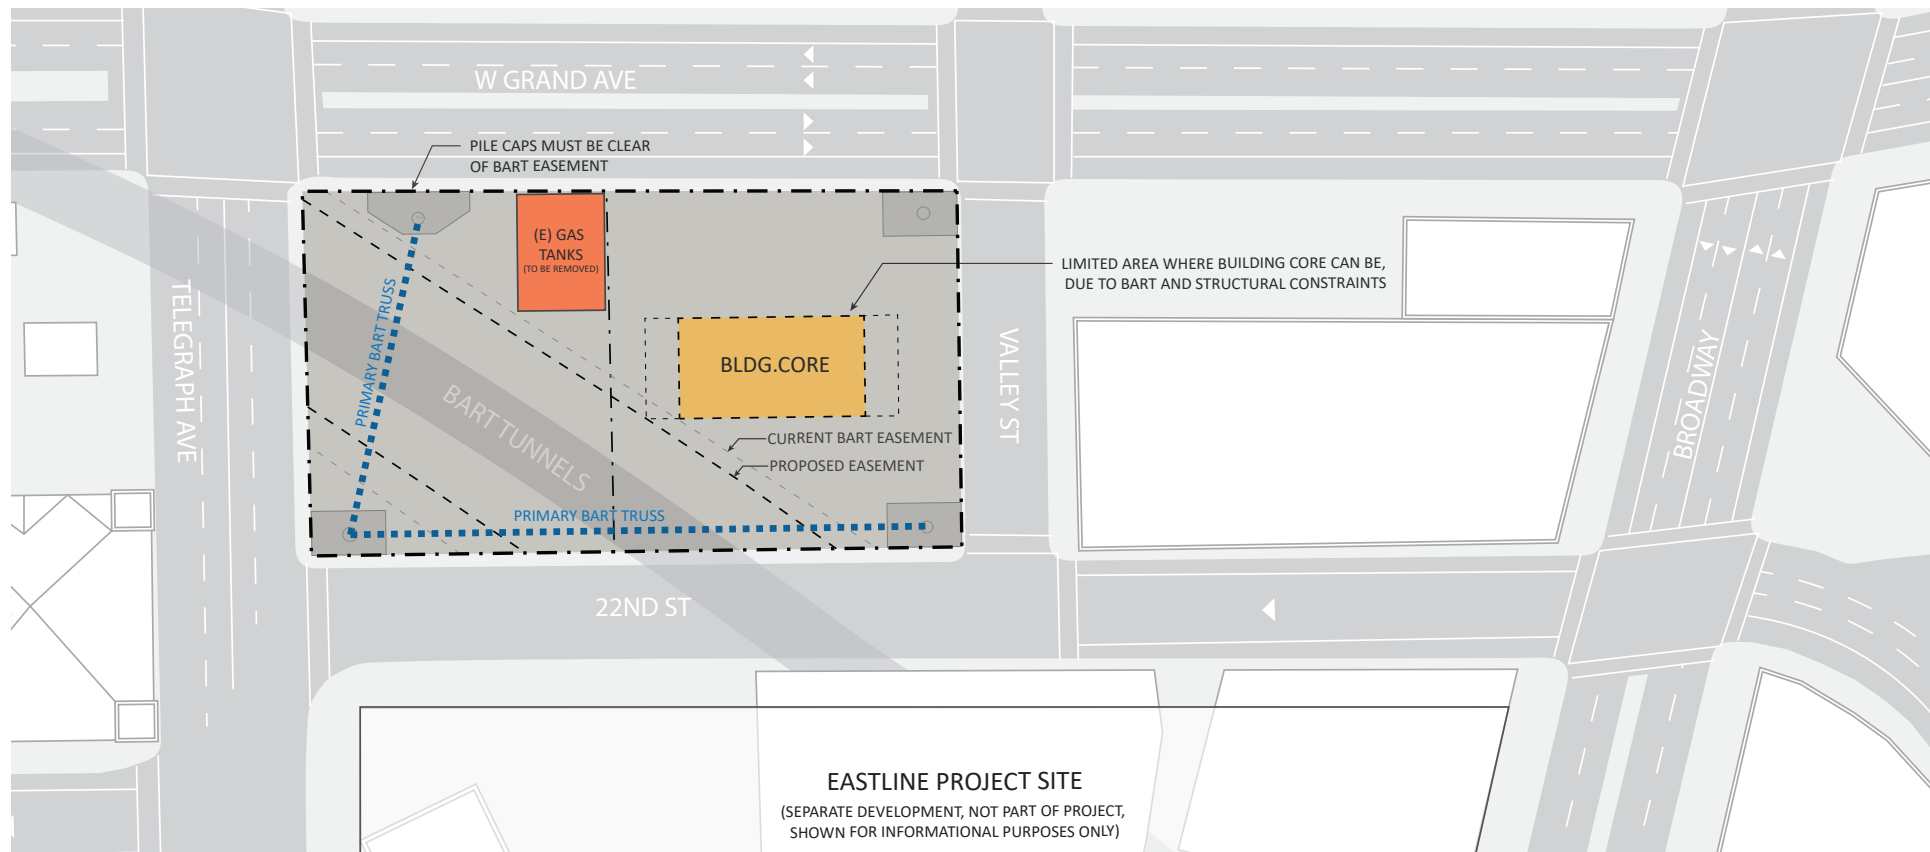 W GRAND AVE
PILE CAPS MUST BE CLEAR
OF BART EASEMENT
(E) GAS
TANKS
(TO BE REMOVED)
LIMITED AREA WHERE BUILDING CORE CAN BE,
DUE TO BART AND STRUCTURAL CONSTRAINTS
TELEGRAPH AVE
PRIMARY BART TRUSS
BART TUNNELS
BLDG.CORE
VALLEY ST
BROADWAY
CURRENT BART EASEMENT
PROPOSED EASEMENT
PRIMARY BART TRUSS
22ND ST
EASTLINE PROJECT SITE
(SEPARATE DEVELOPMENT, NOT PART OF PROJECT,
SHOWN FOR INFORMATIONAL PURPOSES ONLY)